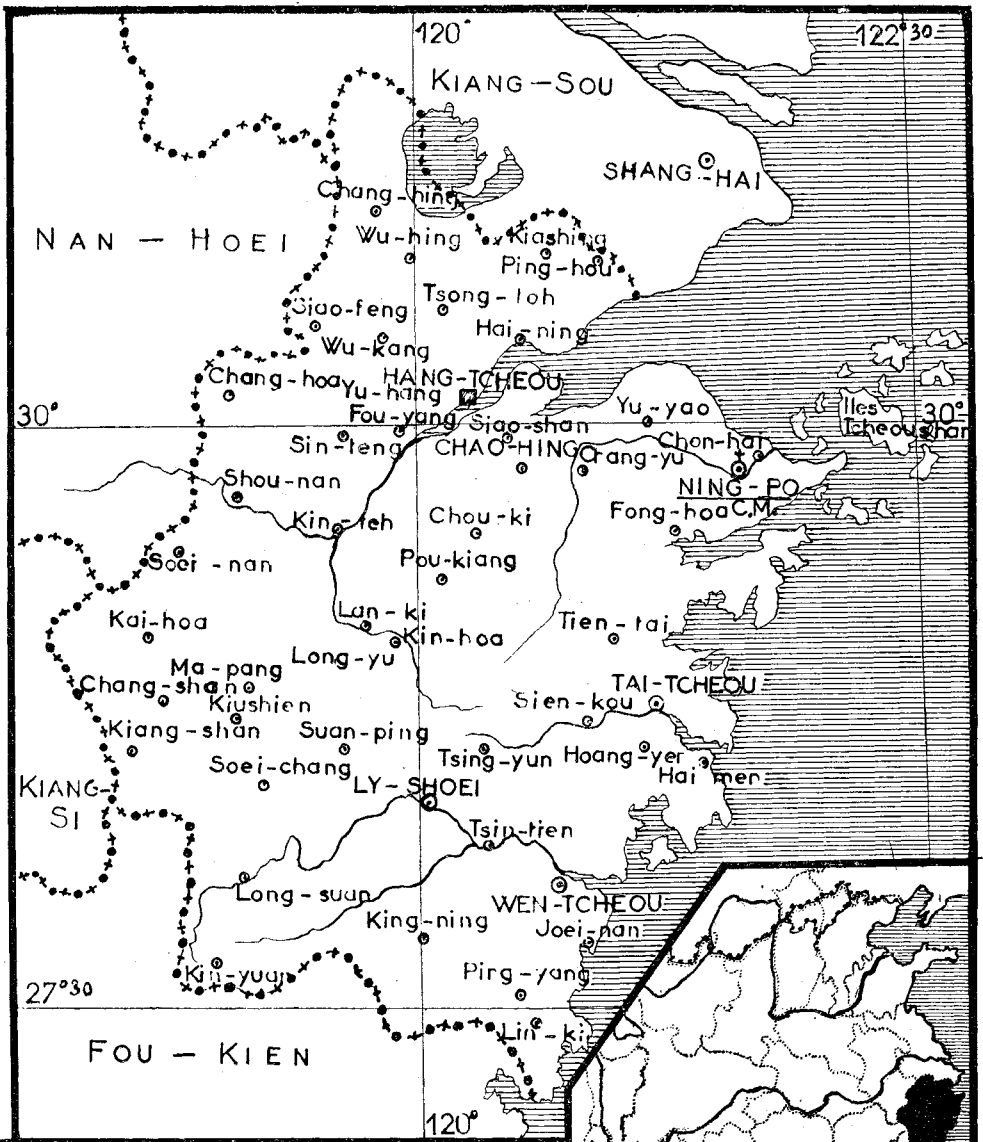 120° 122°30
KIANG-SOU
SHANG-HAI
Chang-hing
NAN-HOEI
Wu-hing
Kiashing
Ping-hou
Tsong-toh
Siao-feng
Hai-ning
Wu-kang
HANG-TCHEOU
Chang-hoa
Yu-hang
30°
Fou-yang
Siao-shan
Yu-yao
Iles
30°
Tcheoushan
Sin-teng
CHAO-HING
Crang-yu
Chon-hai
Shou-nan
NING-PO
C.M.
Fong-hoa
Kin-teh
Chou-ki
Soei-nan
Pou-kiang
Kai-hoa
Lan-ki
Tien-tai
Kin-hoa
Long-yu
Ma-pang
Chang-shan
TAI-TCHEOU
Kiushien
Sien-kou
Kiang-shan
Suan-ping
Tsing-yun
Hoang-yer
Hai men
Soei-chang
LY-SHOEI
KIANG-
SI
Tsin-tien
Long-suan
WEN-TCHEOU
King-ning
Joei-nan
Kin-yuan
Ping-yang
27°30
Lin-ki
FOU-KIEN
120°